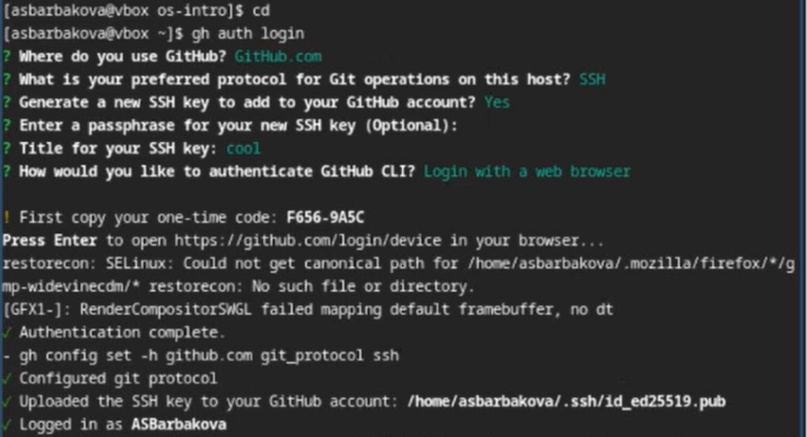 [asbarbakova@vbox os-intro]$ cd
[asbarbakova@vbox ~]$ gh auth login
? Where do you use GitHub? GitHub.com
? What is your preferred protocol for Git operations on this host? SSH
? Generate a new SSH key to add to your GitHub account? Yes
? Enter a passphrase for your new SSH key (Optional):
? Title for your SSH key: cool
? How would you like to authenticate GitHub CLI? Login with a web browser
! First copy your one-time code: F656-9A5C
Press Enter to open https://github.com/login/device in your browser...
restorecon: SELinux: Could not get canonical path for /home/asbarbakova/.mozilla/firefox/*/g
mp-widevinecdm/* restorecon: No such file or directory.
[GFX1-]: RenderCompositorSWGL failed mapping default framebuffer, no dt
✓ Authentication complete.
- gh config set -h github.com git_protocol ssh
✓ Configured git protocol
✓ Uploaded the SSH key to your GitHub account: /home/asbarbakova/.ssh/id_ed25519.pub
✓ Logged in as ASBarbakova